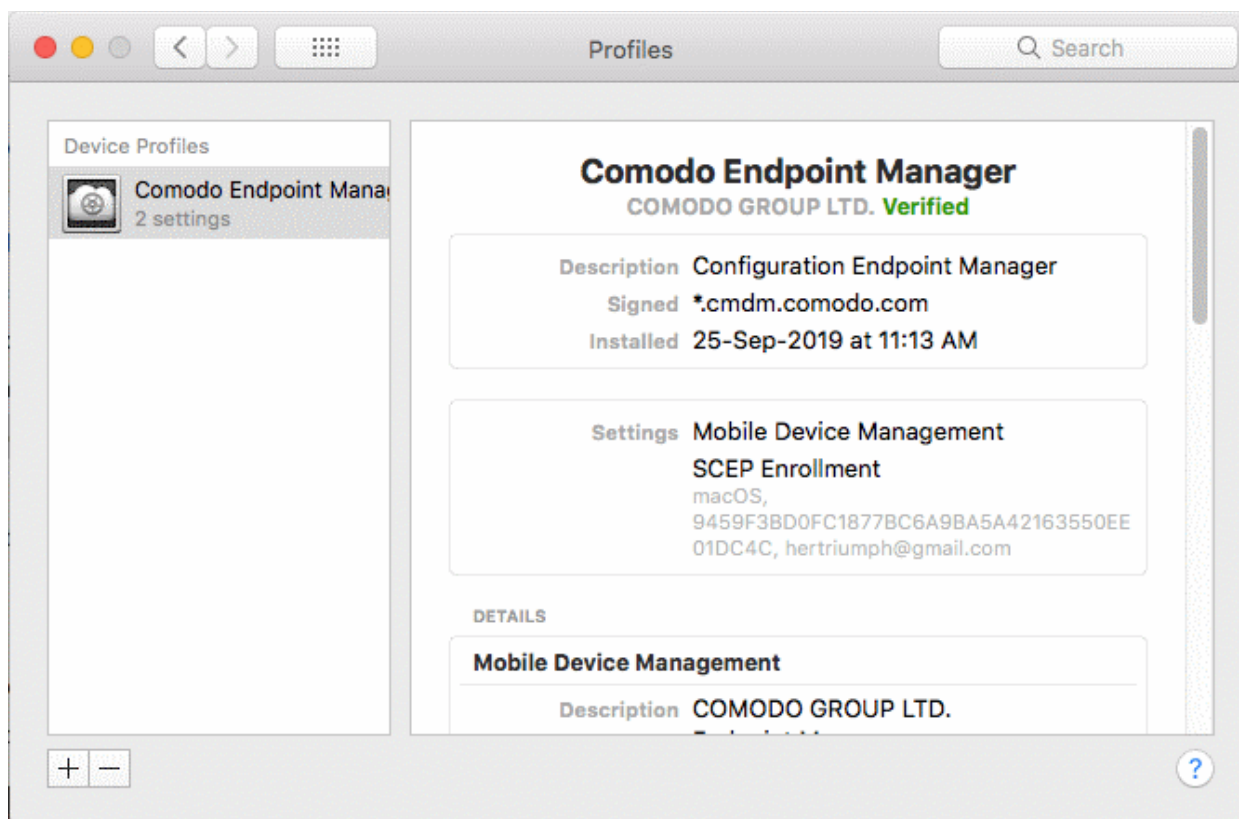 Profiles
Search
Device Profiles
Comodo Endpoint Mana
2 settings
Comodo Endpoint Manager
COMODO GROUP LTD. Verified
Description Configuration Endpoint Manager
Signed *.cmdm.comodo.com
Installed 25-Sep-2019 at 11:13 AM
Settings Mobile Device Management
SCEP Enrollment
macOS,
9459F3BD0FC1877BC6A9BA5A42163550EE
01DC4C, hertriumph@gmail.com
DETAILS
Mobile Device Management
Description COMODO GROUP LTD.
+ −
?